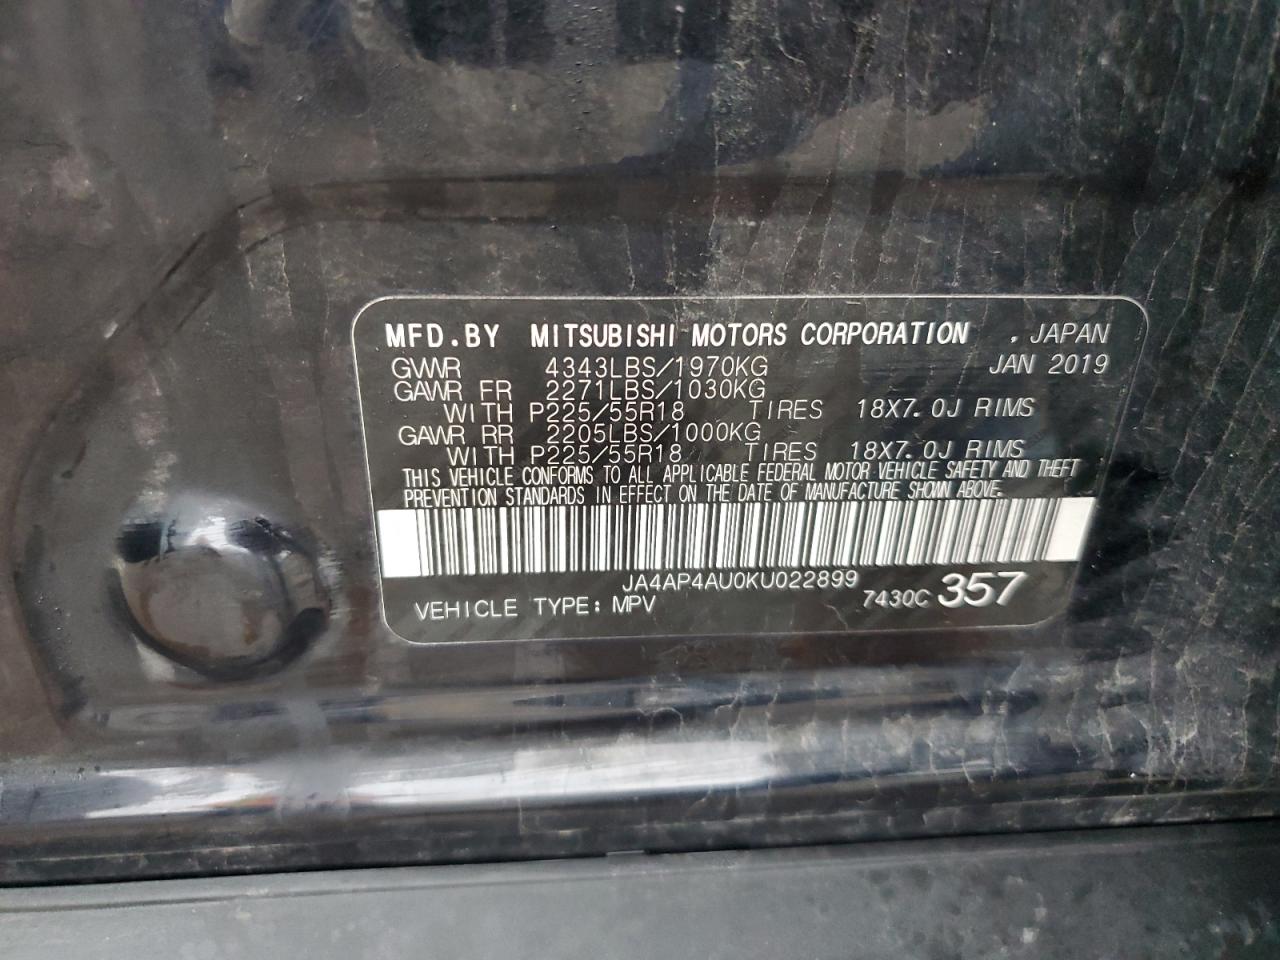 MFD.BY MITSUBISHI MOTORS CORPORATION , JAPAN
GVWR 4343LBS/1970KG JAN 2019
GAWR FR 2271LBS/1030KG
WITH P225/55R18 TIRES 18X7.0J RIMS
GAWR RR 2205LBS/1000KG
WITH P225/55R18 TIRES 18X7.0J RIMS
THIS VEHICLE CONFORMS TO ALL APPLICABLE FEDERAL MOTOR VEHICLE SAFETY AND THEFT
PREVENTION STANDARDS IN EFFECT ON THE DATE OF MANUFACTURE SHOWN ABOVE.
JA4AP4AU0KU022899
VEHICLE TYPE: MPV 7430C 357